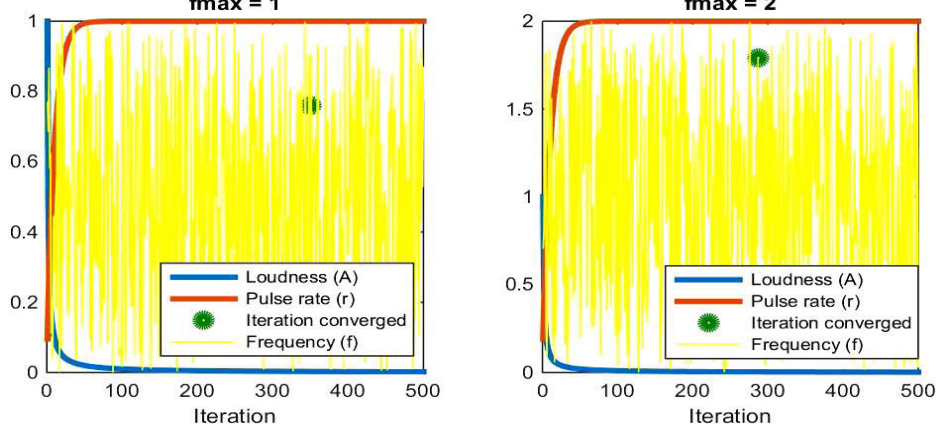 fmax = 1
1
0.8
0.6
0.4
0.2
0
0 100 200 300 400 500
Iteration
Loudness (A)
Pulse rate (r)
Iteration converged
Frequency (f)
fmax = 2
2
1.5
1
0.5
0
0 100 200 300 400 500
Iteration
Loudness (A)
Pulse rate (r)
Iteration converged
Frequency (f)